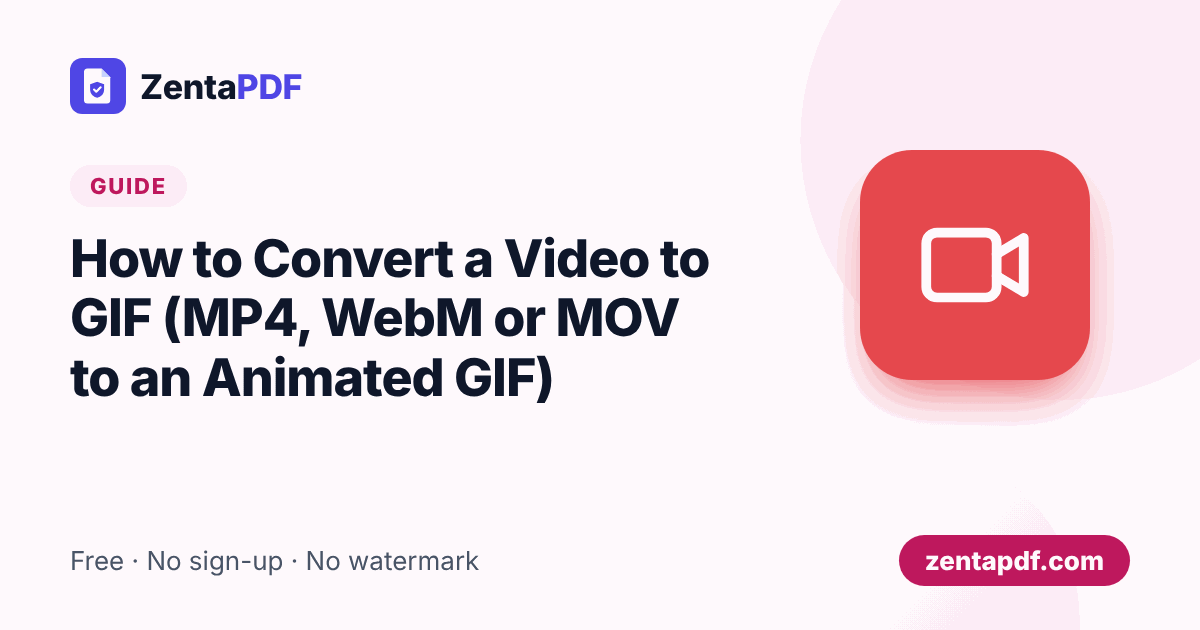 ZentaPDF
GUIDE
How to Convert a Video to
GIF (MP4, WebM or MOV
to an Animated GIF)
Free · No sign-up · No watermark
zentapdf.com